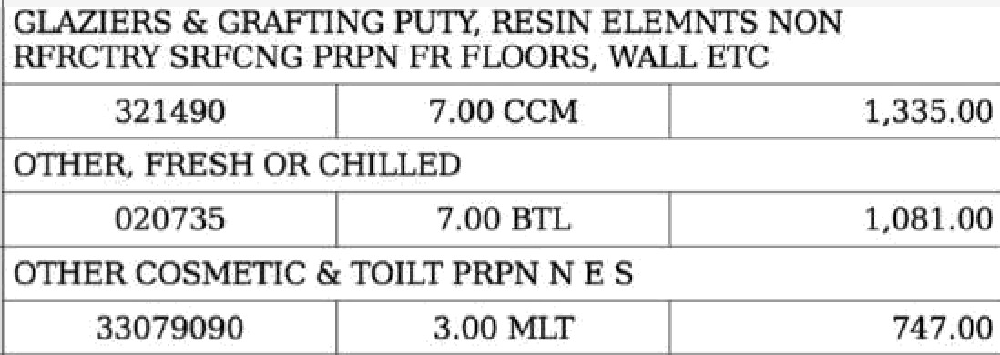 GLAZIERS & GRAFTING PUTY, RESIN ELEMNTS NON
RFRCTRY SRFCNG PRPN FR FLOORS, WALL ETC
321490 7.00 CCM 1,335.00
OTHER, FRESH OR CHILLED
020735 7.00 BTL 1,081.00
OTHER COSMETIC & TOILT PRPN N E S
33079090 3.00 MLT 747.00